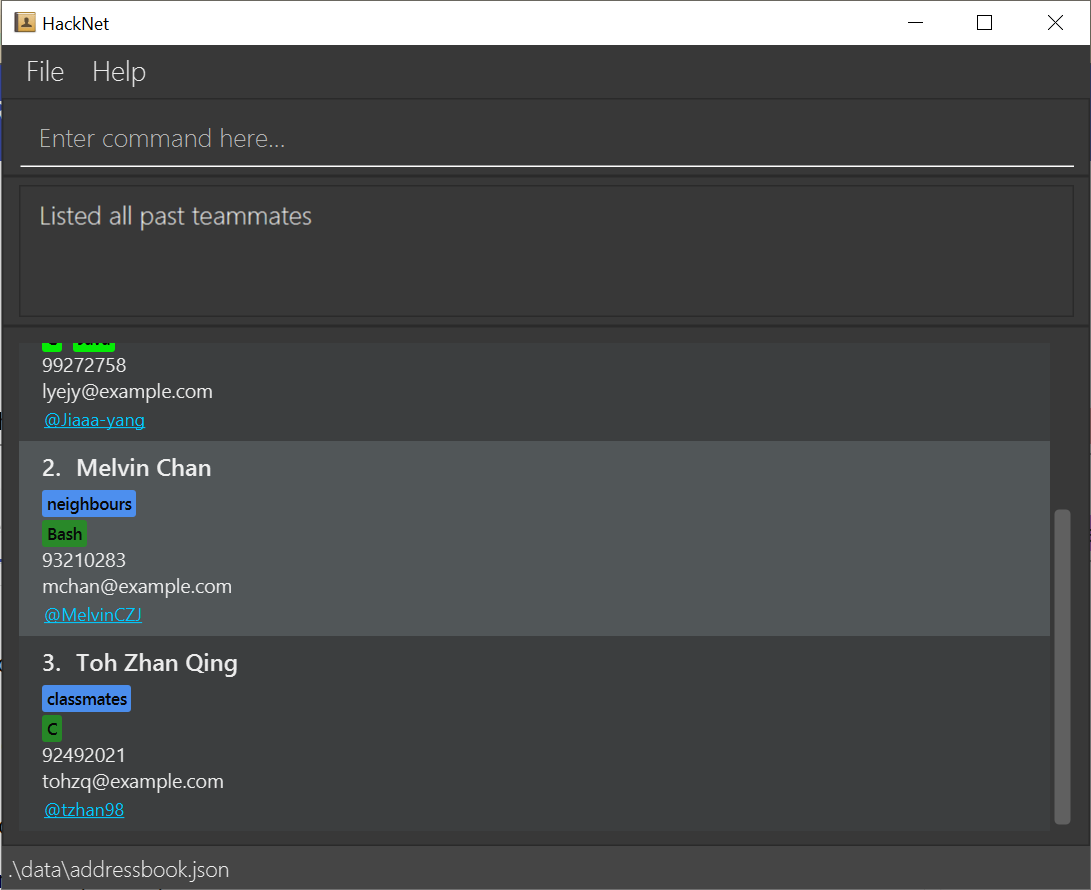 HackNet
File Help
Enter command here...
Listed all past teammates
99272758
lyejy@example.com
@Jiaaa-yang
2. Melvin Chan
neighbours
Bash
93210283
mchan@example.com
@MelvinCZJ
3. Toh Zhan Qing
classmates
C
92492021
tohzq@example.com
@tzhan98
.\data\addressbook.json